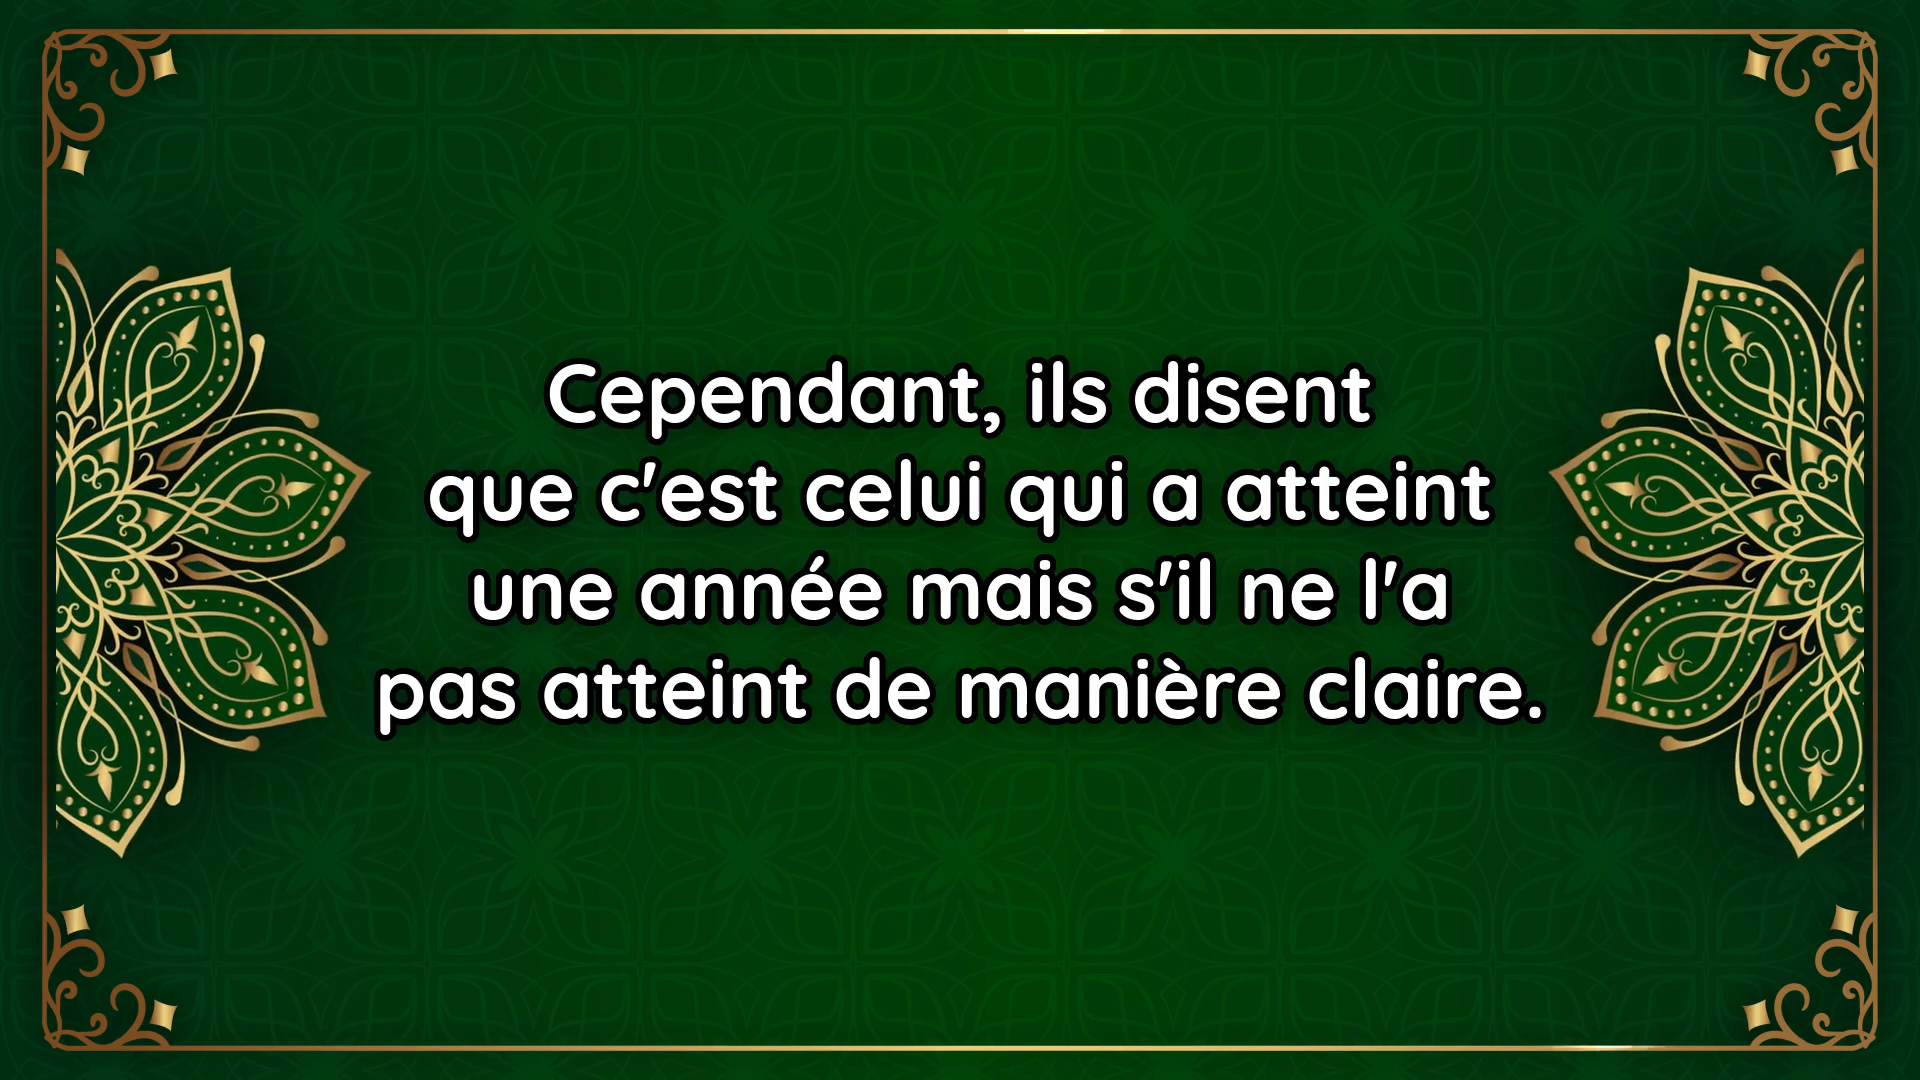 Cependant, ils disent
que c'est celui qui a atteint
une année mais s'il ne l'a
pas atteint de manière claire.